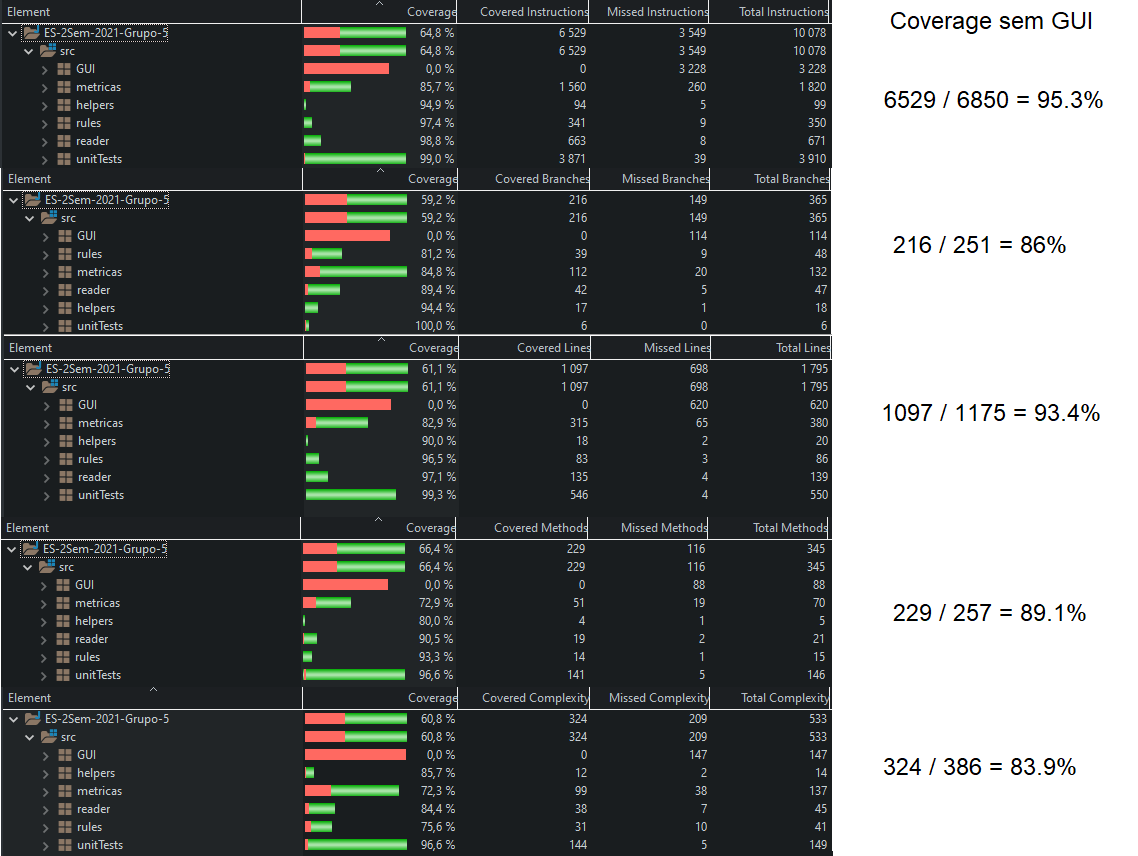 Element Coverage Covered Instructions Missed Instructions Total Instructions
ES-2Sem-2021-Grupo-5 64,8 % 6 529 3 549 10 078
src 64,8 % 6 529 3 549 10 078
GUI 0,0 % 0 3 228 3 228
metricas 85,7 % 1 560 260 1 820
helpers 94,9 % 94 5 99
rules 97,4 % 341 9 350
reader 98,8 % 663 8 671
unitTests 99,0 % 3 871 39 3 910
Coverage sem GUI
6529 / 6850 = 95.3%
Element Coverage Covered Branches Missed Branches Total Branches
ES-2Sem-2021-Grupo-5 59,2 % 216 149 365
src 59,2 % 216 149 365
GUI 0,0 % 0 114 114
rules 81,2 % 39 9 48
metricas 84,8 % 112 20 132
reader 89,4 % 42 5 47
helpers 94,4 % 17 1 18
unitTests 100,0 % 6 0 6
216 / 251 = 86%
Element Coverage Covered Lines Missed Lines Total Lines
ES-2Sem-2021-Grupo-5 61,1 % 1 097 698 1 795
src 61,1 % 1 097 698 1 795
GUI 0,0 % 0 620 620
metricas 82,9 % 315 65 380
helpers 90,0 % 18 2 20
rules 96,5 % 83 3 86
reader 97,1 % 135 4 139
unitTests 99,3 % 546 4 550
1097 / 1175 = 93.4%
Element Coverage Covered Methods Missed Methods Total Methods
ES-2Sem-2021-Grupo-5 66,4 % 229 116 345
src 66,4 % 229 116 345
GUI 0,0 % 0 88 88
metricas 72,9 % 51 19 70
helpers 80,0 % 4 1 5
reader 90,5 % 19 2 21
rules 93,3 % 14 1 15
unitTests 96,6 % 141 5 146
229 / 257 = 89.1%
Element Coverage Covered Complexity Missed Complexity Total Complexity
ES-2Sem-2021-Grupo-5 60,8 % 324 209 533
src 60,8 % 324 209 533
GUI 0,0 % 0 147 147
helpers 85,7 % 12 2 14
metricas 72,3 % 99 38 137
reader 84,4 % 38 7 45
rules 75,6 % 31 10 41
unitTests 96,6 % 144 5 149
324 / 386 = 83.9%